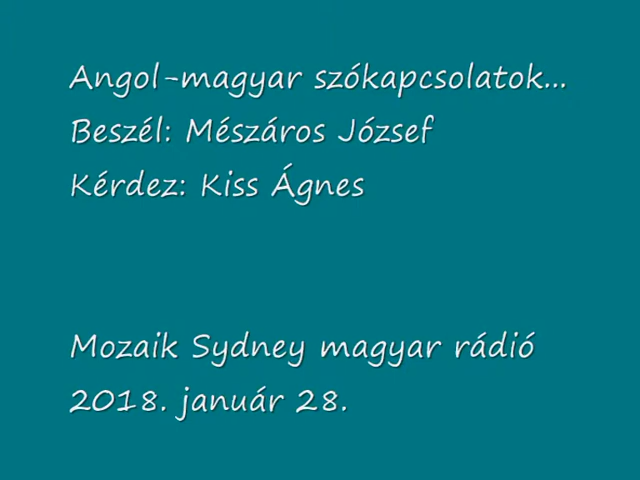 Angol-magyar szókapcsolatok...
Beszél: Mészáros József
Kérdez: Kiss Ágnes
Mozaik Sydney magyar rádió
2018. január 28.